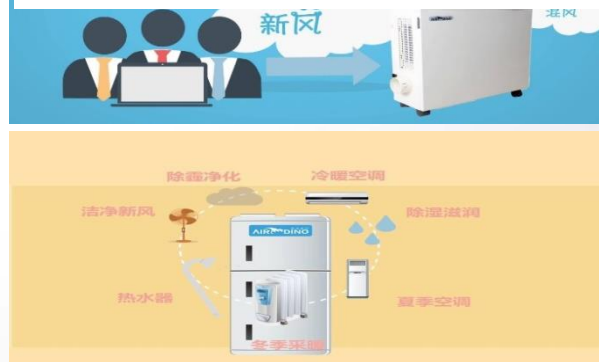 新风
混风
除霾净化
冷暖空调
洁净新风
除湿滋润
AIR DINO
热水器
夏季空调
冬季采暖